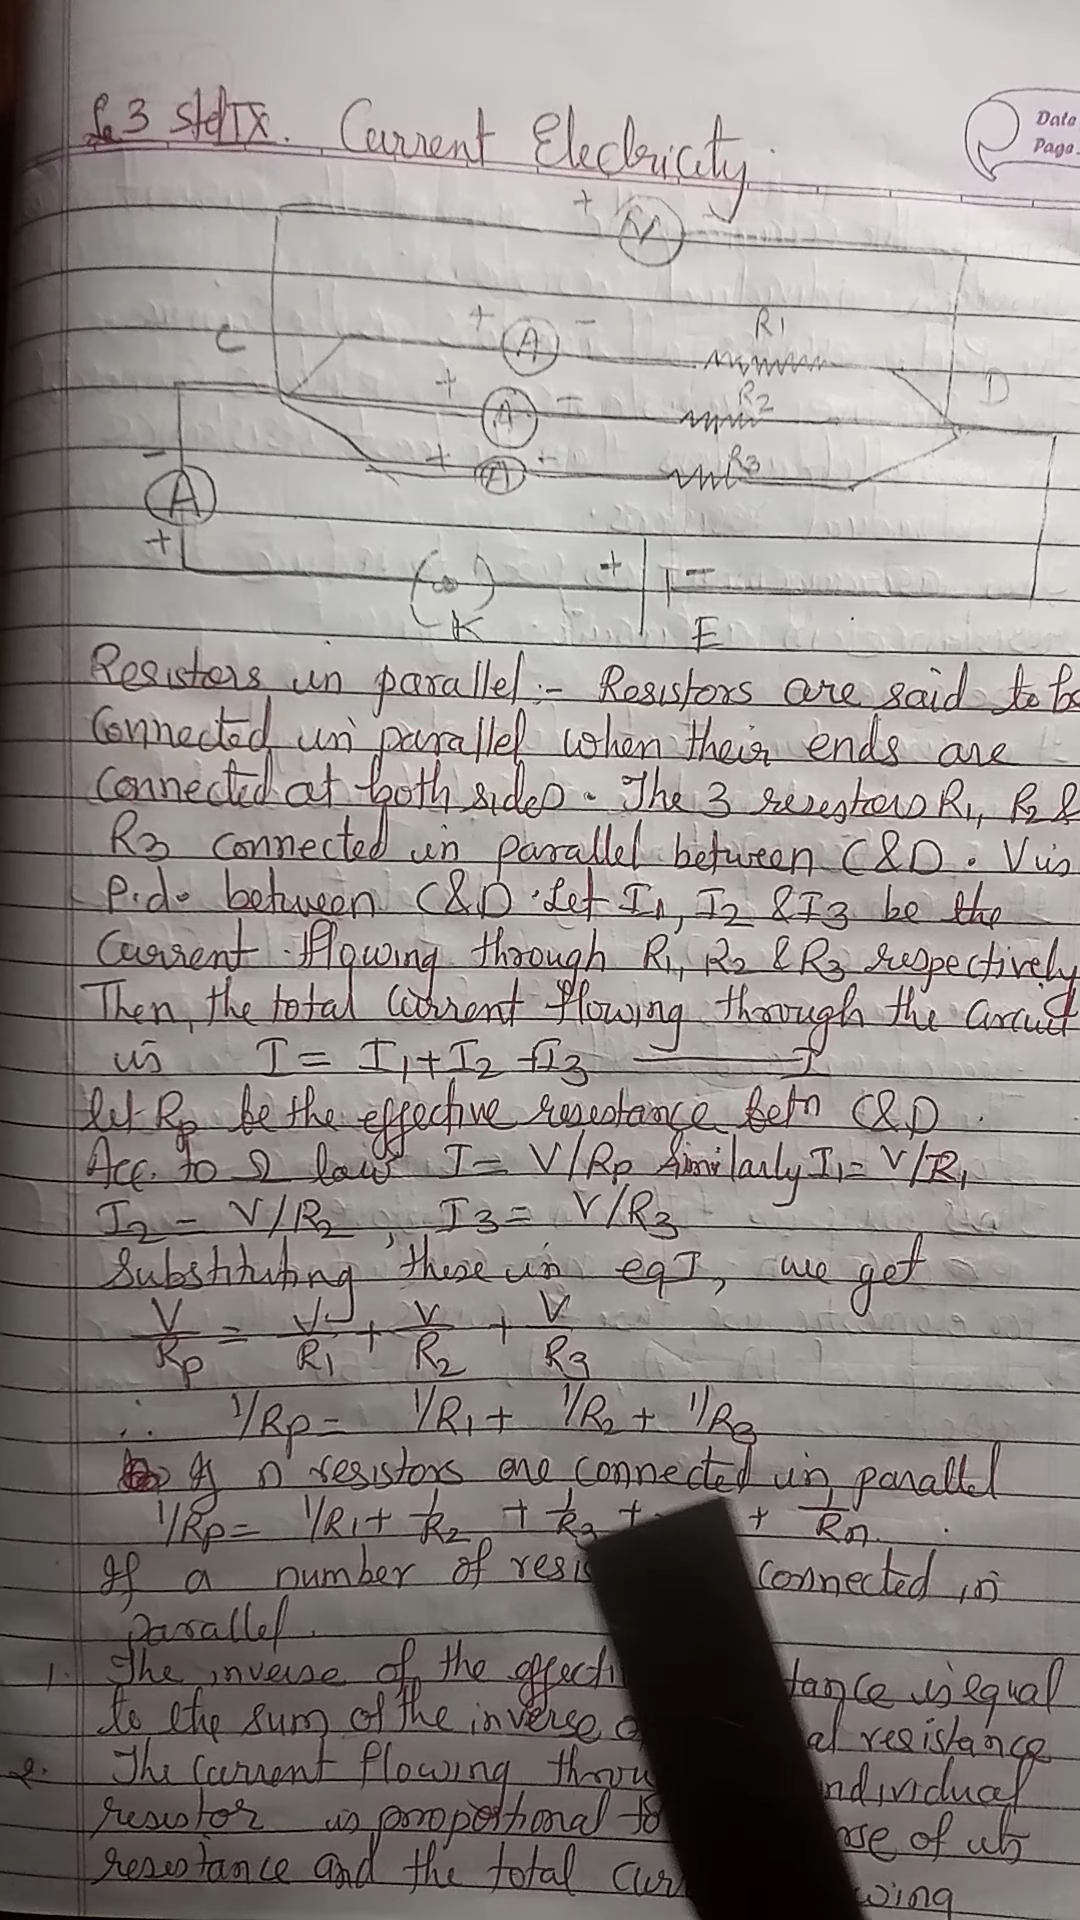 L.3 Std IX. Current Electricity
Date
Page
+ V -
C + A - R1
+ A - R2 D
+ A - R3
-
A
+
+ -
K E
Resistors in parallel :- Resistors are said to be
connected in parallel when their ends are
connected at both sides. The 3 resistors R1, R2 &
R3 connected in parallel between C&D. V is
P.d. between C&D. Let I1, I2 & I3 be the
Current flowing through R1, R2 & R3 respectively
Then, the total current flowing through the circuit
is I = I1 + I2 + I3 I
let Rp be the effective resistance betn C&D.
Acc. to Ω law I = V/Rp Similarly I1 = V/R1
I2 = V/R2, I3 = V/R3
Substituting these in eq I, we get
V/Rp = V/R1 + V/R2 + V/R3
∴ 1/Rp = 1/R1 + 1/R2 + 1/R3
If n resistors are connected in parallel
1/Rp = 1/R1 + 1/R2 + 1/R3 + + 1/Rn.
If a number of resis connected in
parallel.
1. The inverse of the effecti tance is equal
to the sum of the inverse o al resistance
2. The current flowing throu ndividual
resistor is proportional to rse of its
resistance and the total curr wing